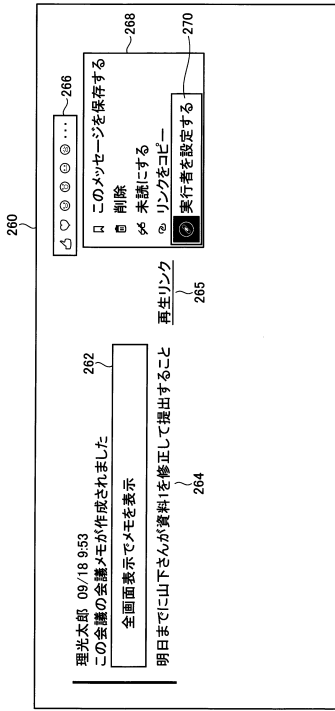 260
266
理光太郎 09/18 9:53
この会議の会議メモが作成されました
262
全画面表示でメモを表示
明日までに山下さんが資料1を修正して提出すること
264
再生リンク
265
このメッセージを保存する
268
削除
未読にする
リンクをコピー
実行者を設定する
270